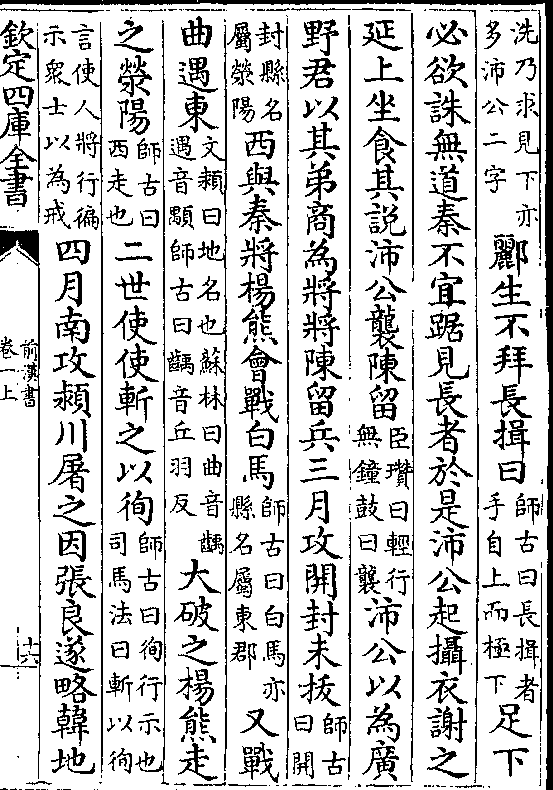 洗乃求見下亦多沛公二字酈生不拜長揖曰師古曰長揖者手自上而極下足下
必欲誅無道秦不宜踞見長者於是沛公起攝衣謝之
延上坐食其說沛公襲陳留臣瓚曰輕行無鐘鼓曰襲沛公以為廣
野君以其弟商為將將陳留兵三月攻開封未拔師古曰開
封縣名屬滎陽西與秦將楊熊會戰白馬師古曰白馬亦縣名屬東郡又戰
曲遇東文穎曰地名也蘇林曰曲音齲遇音顒師古曰齲音丘羽反大破之楊熊走
之滎陽師古曰西走也二世使使斬之以徇師古曰徇行示也司馬法曰斬以徇
言使人將行徧示衆士以為戒四月南攻潁川屠之因張良遂略韓地
欽定四庫全書
前漢書
卷一上
十六